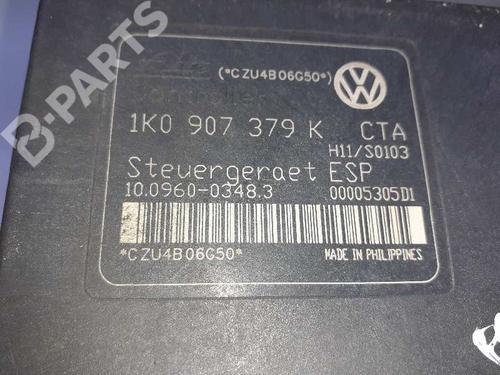 B-PARTS
(*CZU4B06G50*)
1K0 907 379 K CTA
H11/S0103
Steuergeraet ESP
10.0960-0348.3 00005305D1
*CZU4B06G50* MADE IN PHILIPPINES